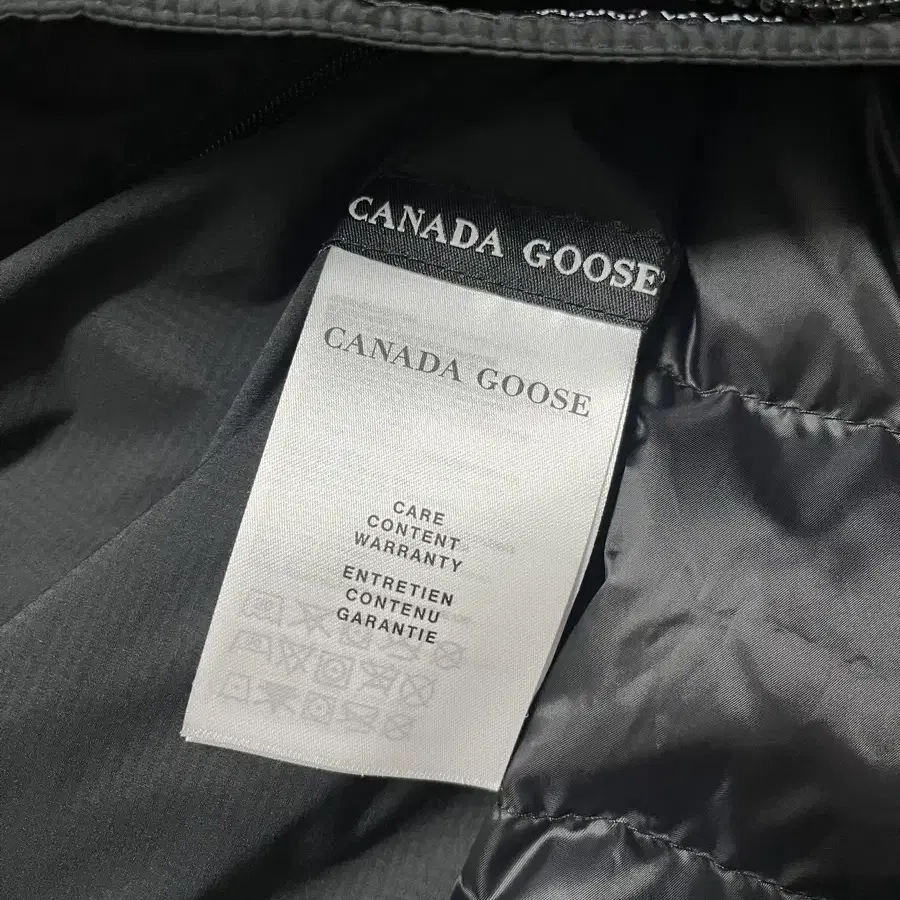 CANADA GOOSE®
CANADA GOOSE
CARE
CONTENT
WARRANTY
ENTRETIEN
CONTENU
GARANTIE